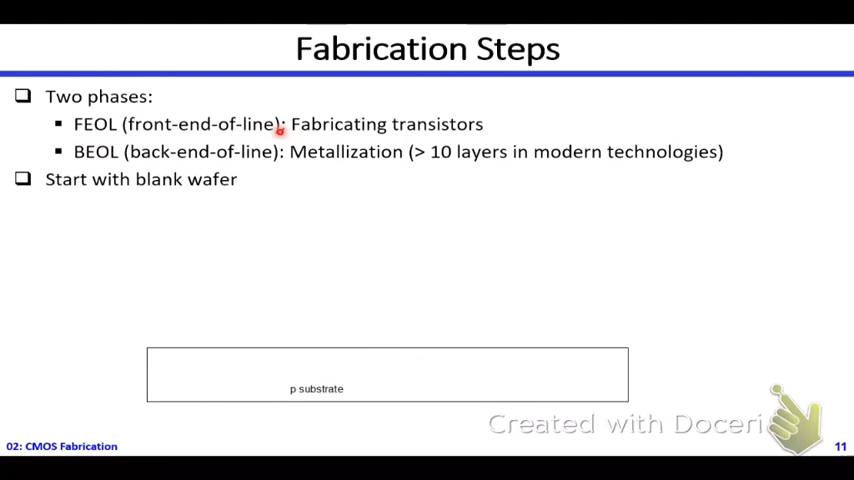 Fabrication Steps
❑ Two phases:
▪ FEOL (front-end-of-line): Fabricating transistors
▪ BEOL (back-end-of-line): Metallization (> 10 layers in modern technologies)
❑ Start with blank wafer
p substrate
Created with Doceri
02: CMOS Fabrication
11